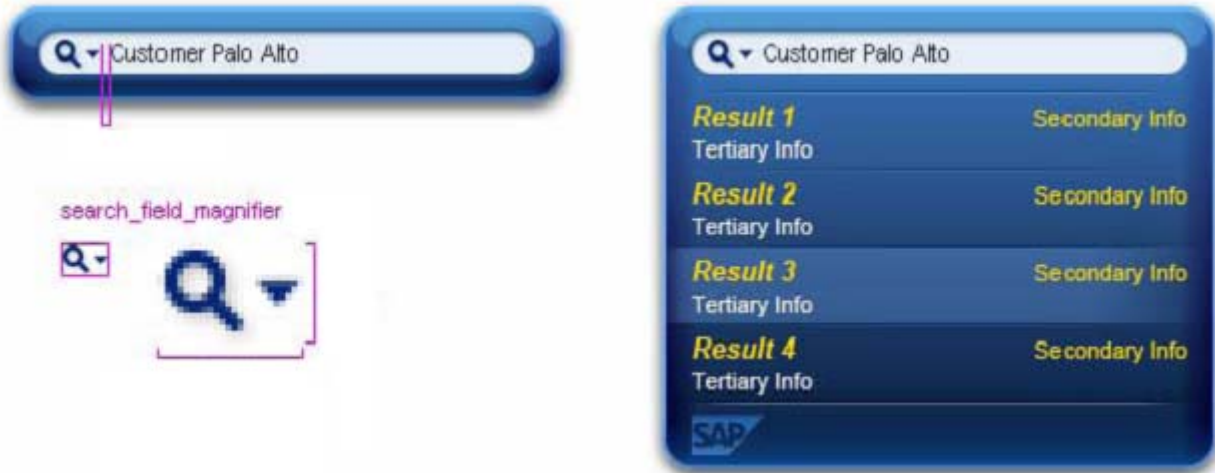 Customer Palo Alto
search_field_magnifier
Customer Palo Alto
Result 1 Secondary Info
Tertiary Info
Result 2 Secondary Info
Tertiary Info
Result 3 Secondary Info
Tertiary Info
Result 4 Secondary Info
Tertiary Info
SAP